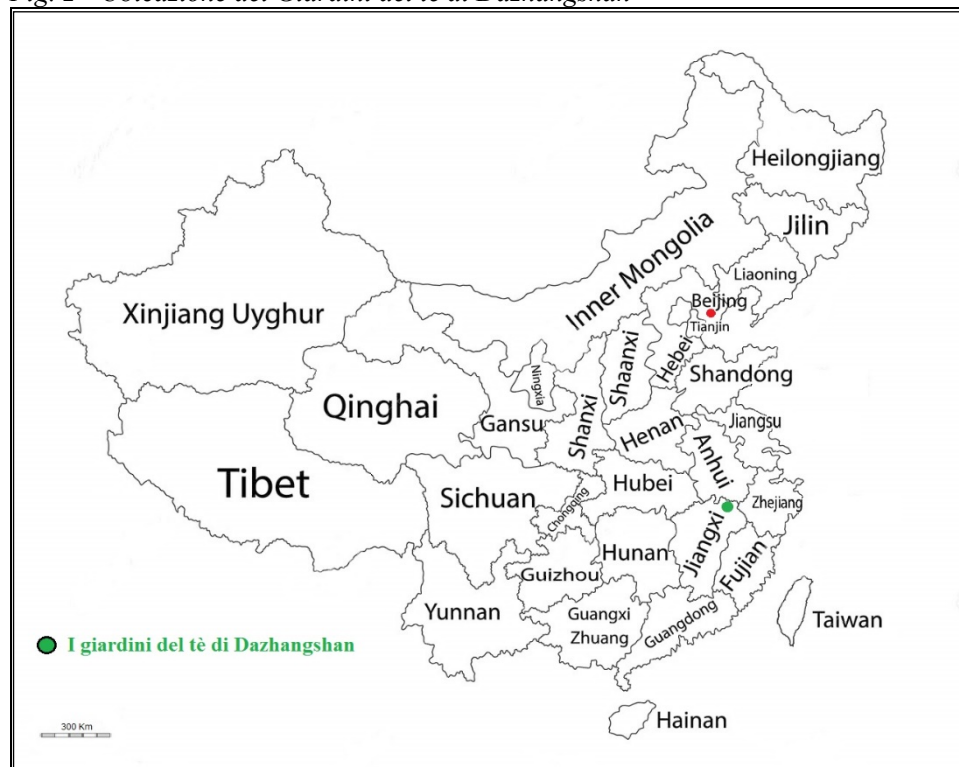 Heilongjiang
Jilin
Inner Mongolia
Liaoning
Beijing
Tianjin
Xinjiang Uyghur
Hebei
Shaanxi
Shandong
Ningxia
Qinghai
Gansu
Shanxi
Henan
Jiangsu
Anhui
Tibet
Sichuan
Chongqing
Hubei
Zhejiang
Hunan
Jiangxi
Fujian
Guizhou
Yunnan
Guangxi
Zhuang
Guangdong
Taiwan
I giardini del tè di Dazhangshan
Hainan
300 Km